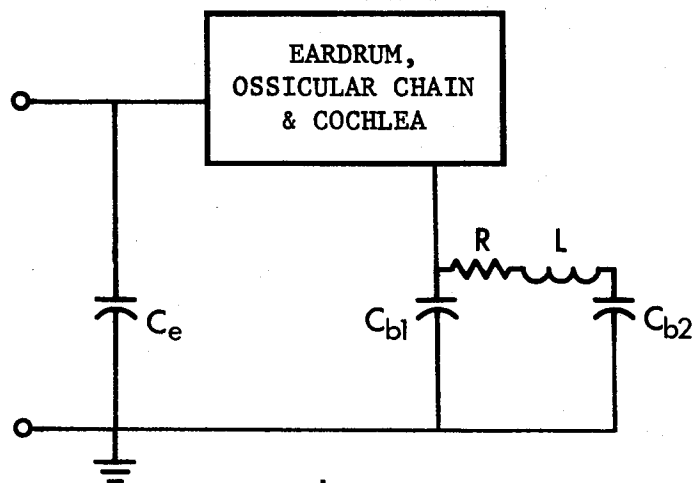 EARDRUM,
OSSICULAR CHAIN
& COCHLEA
R L
Ce
Cb1
Cb2